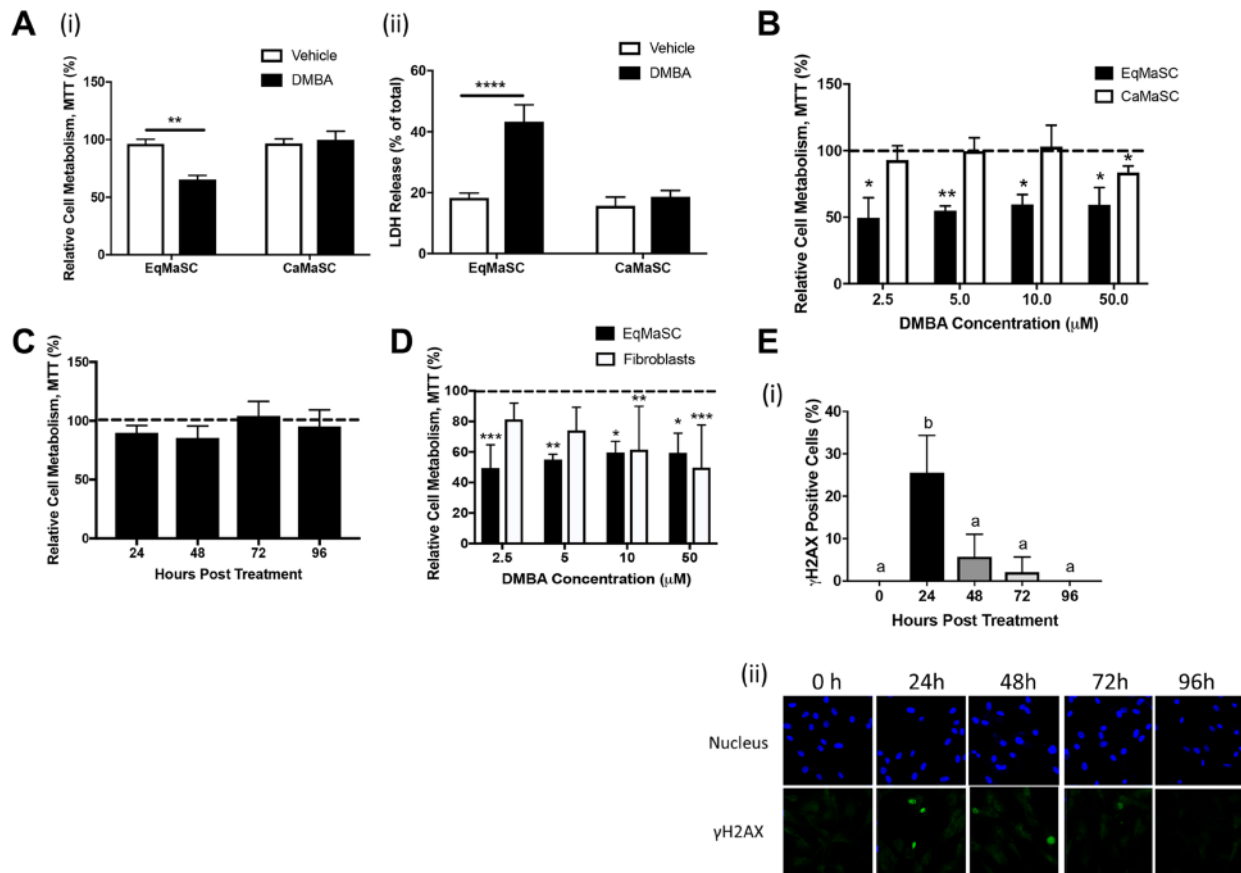 A
(i)
Relative Cell Metabolism, MTT (%)
Vehicle
DMBA
150
100
50
0
**
EqMaSC
CaMaSC
(ii)
LDH Release (% of total)
Vehicle
DMBA
60
40
20
0
****
EqMaSC
CaMaSC
B
Relative Cell Metabolism, MTT (%)
EqMaSC
CaMaSC
150
100
50
0
* ** * * *
2.5 5.0 10.0 50.0
DMBA Concentration (μM)
C
Relative Cell Metabolism, MTT (%)
150
100
50
0
24 48 72 96
Hours Post Treatment
D
Relative Cell Metabolism, MTT (%)
EqMaSC
Fibroblasts
100
80
60
40
20
0
*** ** * ** * ***
2.5 5 10 50
DMBA Concentration (μM)
E
(i)
γH2AX Positive Cells (%)
40
30
20
10
0
a b a a a
0 24 48 72 96
Hours Post Treatment
(ii)
0 h 24h 48h 72h 96h
Nucleus
γH2AX